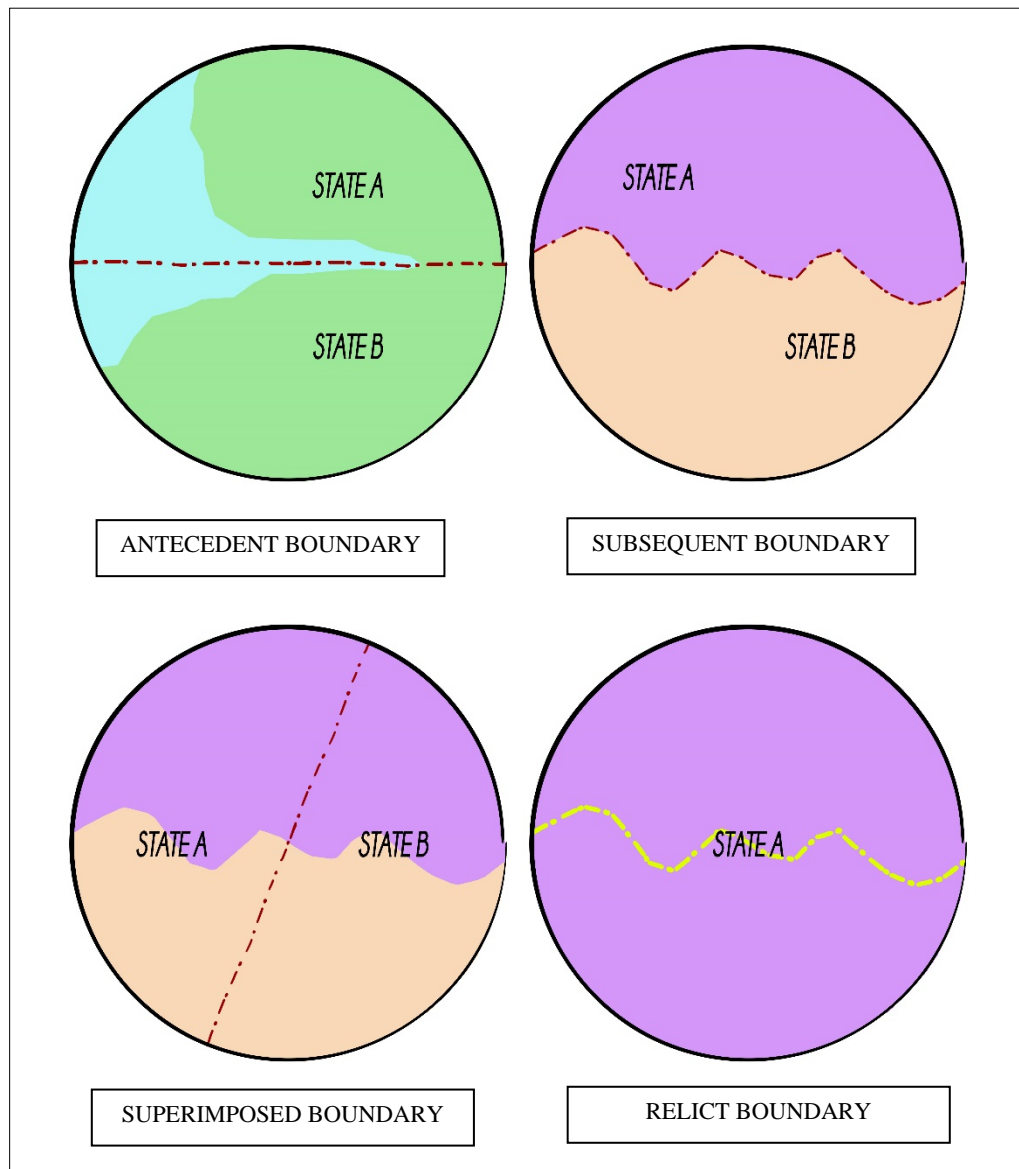 STATE A
STATE B
ANTECEDENT BOUNDARY
STATE A
STATE B
SUBSEQUENT BOUNDARY
STATE A
STATE B
SUPERIMPOSED BOUNDARY
STATE A
RELICT BOUNDARY